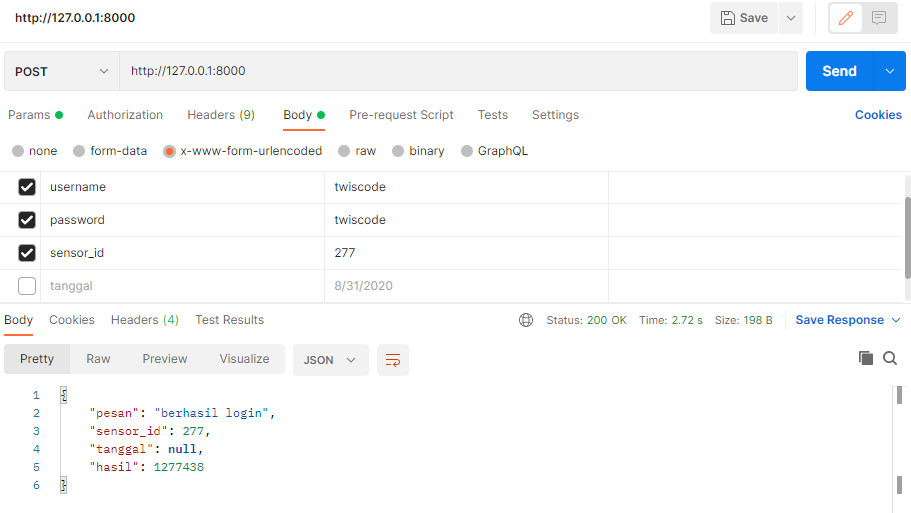 http://127.0.0.1:8000 Save
POST http://127.0.0.1:8000 Send
Params Authorization Headers (9) Body Pre-request Script Tests Settings Cookies
none form-data x-www-form-urlencoded raw binary GraphQL
username twiscode
password twiscode
sensor_id 277
tanggal 8/31/2020
Body Cookies Headers (4) Test Results Status: 200 OK Time: 2.72 s Size: 198 B Save Response
Pretty Raw Preview Visualize JSON
1 {
2 "pesan": "berhasil login",
3 "sensor_id": 277,
4 "tanggal": null,
5 "hasil": 1277438
6 }